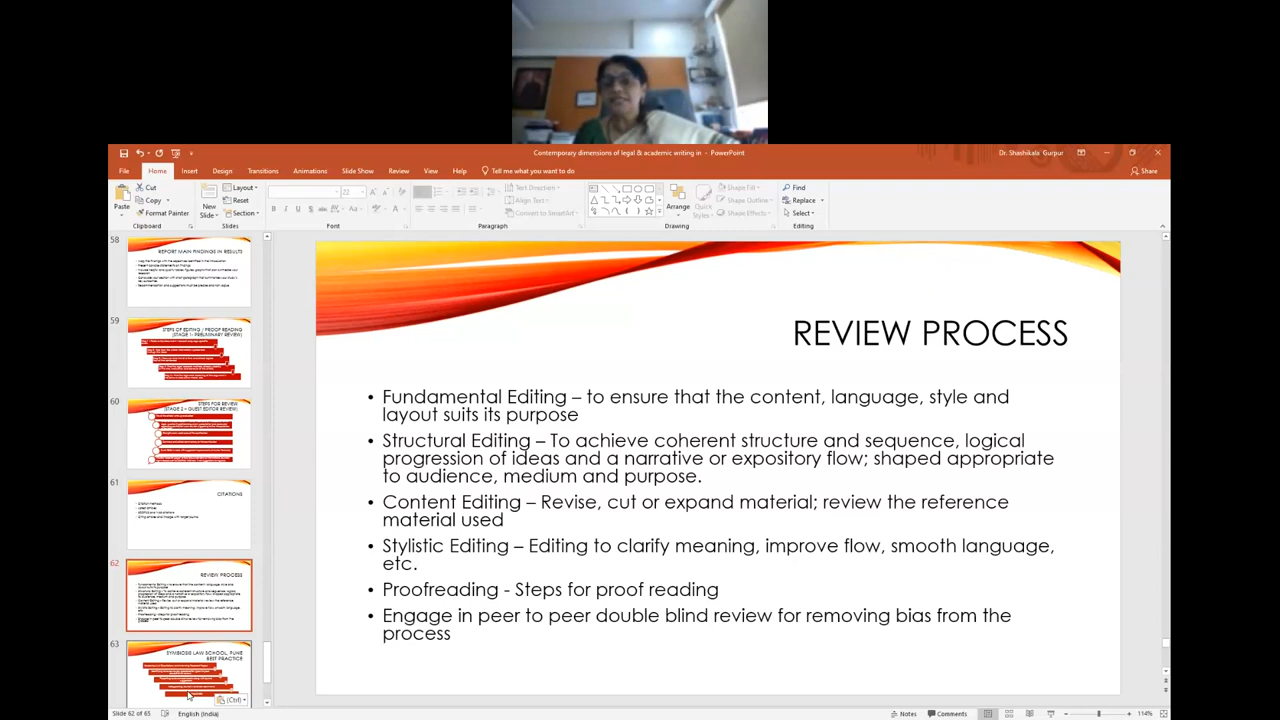 Contemporary dimensions of legal & academic writing in - PowerPoint
Dr. Shashikala Gurpur
File Home Insert Design Transitions Animations Slide Show Review View Help Tell me what you want to do
Share
Paste
Cut
Copy
Format Painter
Clipboard
New Slide
Layout
Reset
Section
Slides
Font
Text Direction
Align Text
Convert to SmartArt
Paragraph
Arrange
Quick Styles
Shape Fill
Shape Outline
Shape Effects
Drawing
Find
Replace
Select
Editing
58
REPORT MAIN FINDINGS IN RESULTS
59
STEPS OF EDITING / PROOF READING
(STAGE 1- PRELIMINARY REVIEW)
60
STEPS FOR REVIEW
(STAGE 2 – GUEST EDITOR REVIEW)
61
CITATIONS
62
REVIEW PROCESS
63
SYMBIOSIS LAW SCHOOL, PUNE
BEST PRACTICE
(Ctrl)
REVIEW PROCESS
• Fundamental Editing – to ensure that the content, language, style and
layout suits its purpose
• Structural Editing – To achieve coherent structure and sequence, logical
progression of ideas and a narrative or expository flow; shaped appropriate
to audience, medium and purpose.
• Content Editing – Revise, cut or expand material; review the reference
material used
• Stylistic Editing – Editing to clarify meaning, improve flow, smooth language,
etc.
• Proofreading - Steps for proofreading
• Engage in peer to peer double blind review for removing bias from the
process
Slide 62 of 65 English (India)
Notes Comments 114%